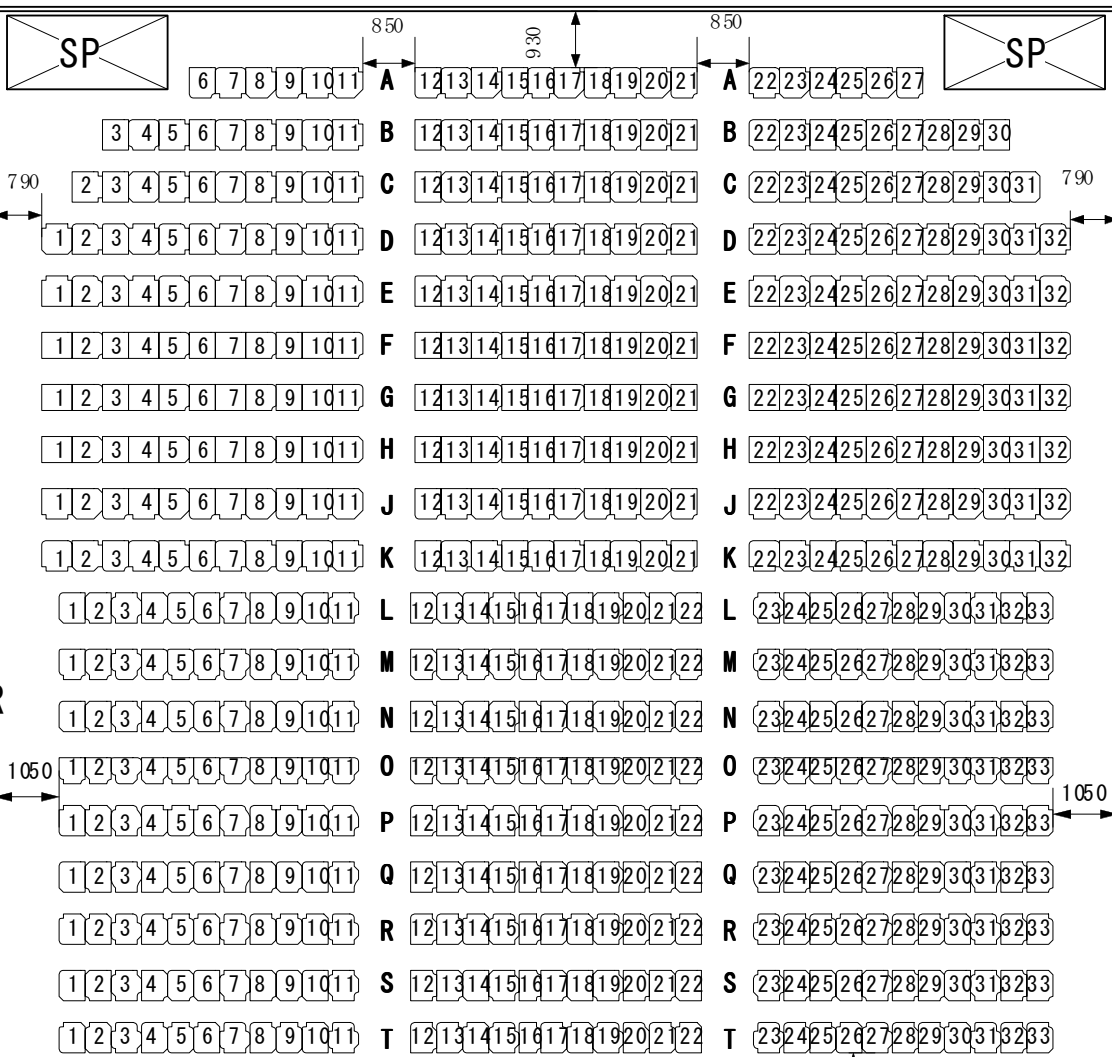 850 930 850
SP SP
6 7 8 9 10 11 A 12 13 14 15 16 17 18 19 20 21 A 22 23 24 25 26 27
3 4 5 6 7 8 9 10 11 B 12 13 14 15 16 17 18 19 20 21 B 22 23 24 25 26 27 28 29 30
790 2 3 4 5 6 7 8 9 10 11 C 12 13 14 15 16 17 18 19 20 21 C 22 23 24 25 26 27 28 29 30 31 790
1 2 3 4 5 6 7 8 9 10 11 D 12 13 14 15 16 17 18 19 20 21 D 22 23 24 25 26 27 28 29 30 31 32
1 2 3 4 5 6 7 8 9 10 11 E 12 13 14 15 16 17 18 19 20 21 E 22 23 24 25 26 27 28 29 30 31 32
1 2 3 4 5 6 7 8 9 10 11 F 12 13 14 15 16 17 18 19 20 21 F 22 23 24 25 26 27 28 29 30 31 32
1 2 3 4 5 6 7 8 9 10 11 G 12 13 14 15 16 17 18 19 20 21 G 22 23 24 25 26 27 28 29 30 31 32
1 2 3 4 5 6 7 8 9 10 11 H 12 13 14 15 16 17 18 19 20 21 H 22 23 24 25 26 27 28 29 30 31 32
1 2 3 4 5 6 7 8 9 10 11 J 12 13 14 15 16 17 18 19 20 21 J 22 23 24 25 26 27 28 29 30 31 32
1 2 3 4 5 6 7 8 9 10 11 K 12 13 14 15 16 17 18 19 20 21 K 22 23 24 25 26 27 28 29 30 31 32
1 2 3 4 5 6 7 8 9 10 11 L 12 13 14 15 16 17 18 19 20 21 22 L 23 24 25 26 27 28 29 30 31 32 33
1 2 3 4 5 6 7 8 9 10 11 M 12 13 14 15 16 17 18 19 20 21 22 M 23 24 25 26 27 28 29 30 31 32 33
R
1 2 3 4 5 6 7 8 9 10 11 N 12 13 14 15 16 17 18 19 20 21 22 N 23 24 25 26 27 28 29 30 31 32 33
1050 1 2 3 4 5 6 7 8 9 10 11 O 12 13 14 15 16 17 18 19 20 21 22 O 23 24 25 26 27 28 29 30 31 32 33
1050
1 2 3 4 5 6 7 8 9 10 11 P 12 13 14 15 16 17 18 19 20 21 22 P 23 24 25 26 27 28 29 30 31 32 33
1 2 3 4 5 6 7 8 9 10 11 Q 12 13 14 15 16 17 18 19 20 21 22 Q 23 24 25 26 27 28 29 30 31 32 33
1 2 3 4 5 6 7 8 9 10 11 R 12 13 14 15 16 17 18 19 20 21 22 R 23 24 25 26 27 28 29 30 31 32 33
1 2 3 4 5 6 7 8 9 10 11 S 12 13 14 15 16 17 18 19 20 21 22 S 23 24 25 26 27 28 29 30 31 32 33
1 2 3 4 5 6 7 8 9 10 11 T 12 13 14 15 16 17 18 19 20 21 22 T 23 24 25 26 27 28 29 30 31 32 33